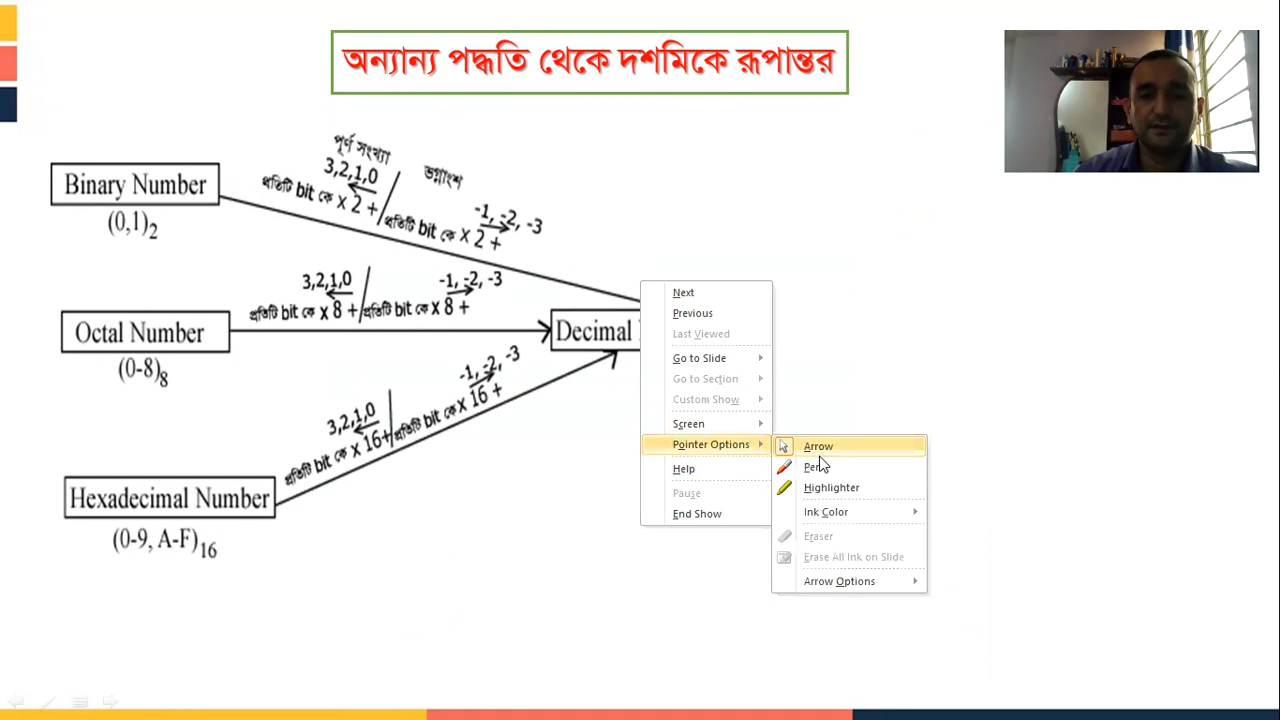 অন্যান্য পদ্ধতি থেকে দশমিকে রূপান্তর
পূর্ণ সংখ্যা
ভগ্নাংশ
3,2,1,0
প্রতিটি bit কে x 2 +
-1, -2, -3
প্রতিটি bit কে x 2 +
Binary Number
(0,1)2
3,2,1,0
প্রতিটি bit কে x 8 +
-1, -2, -3
প্রতিটি bit কে x 8 +
Octal Number
(0-8)8
Decimal
3,2,1,0
প্রতিটি bit কে x 16+
-1, -2, -3
প্রতিটি bit কে x 16 +
Hexadecimal Number
(0-9, A-F)16
Next
Previous
Last Viewed
Go to Slide
Go to Section
Custom Show
Screen
Pointer Options
Help
Pause
End Show
Arrow
Pen
Highlighter
Ink Color
Eraser
Erase All Ink on Slide
Arrow Options